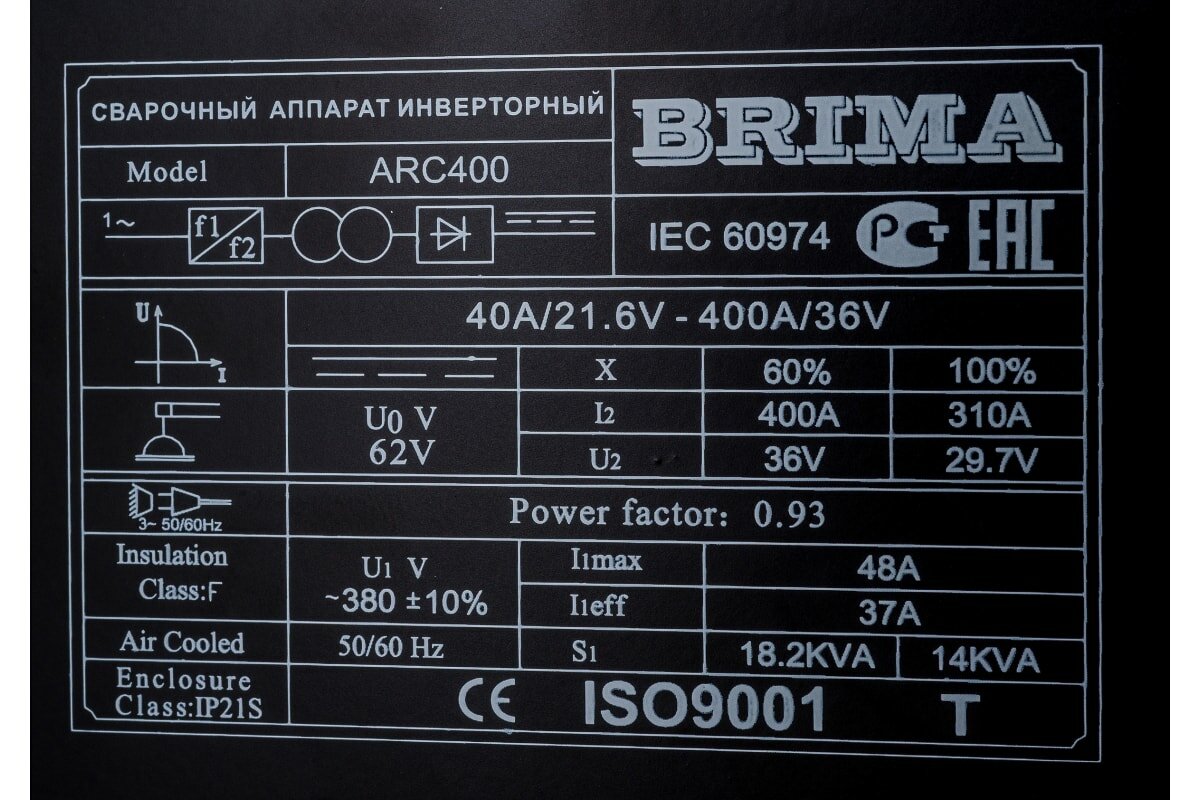 СВАРОЧНЫЙ АППАРАТ ИНВЕРТОРНЫЙ
BRIMA
Model ARC400
1~ f1 f2
IEC 60974 РСТ EAC
U I
40A/21.6V - 400A/36V
X 60% 100%
U0 V
62V
I2 400A 310A
U2 36V 29.7V
3~ 50/60Hz
Power factor: 0.93
Insulation
Class:F
U1 V
~380 ±10%
I1max 48A
I1eff 37A
Air Cooled 50/60 Hz S1 18.2KVA 14KVA
Enclosure
Class:IP21S
CE ISO9001 T